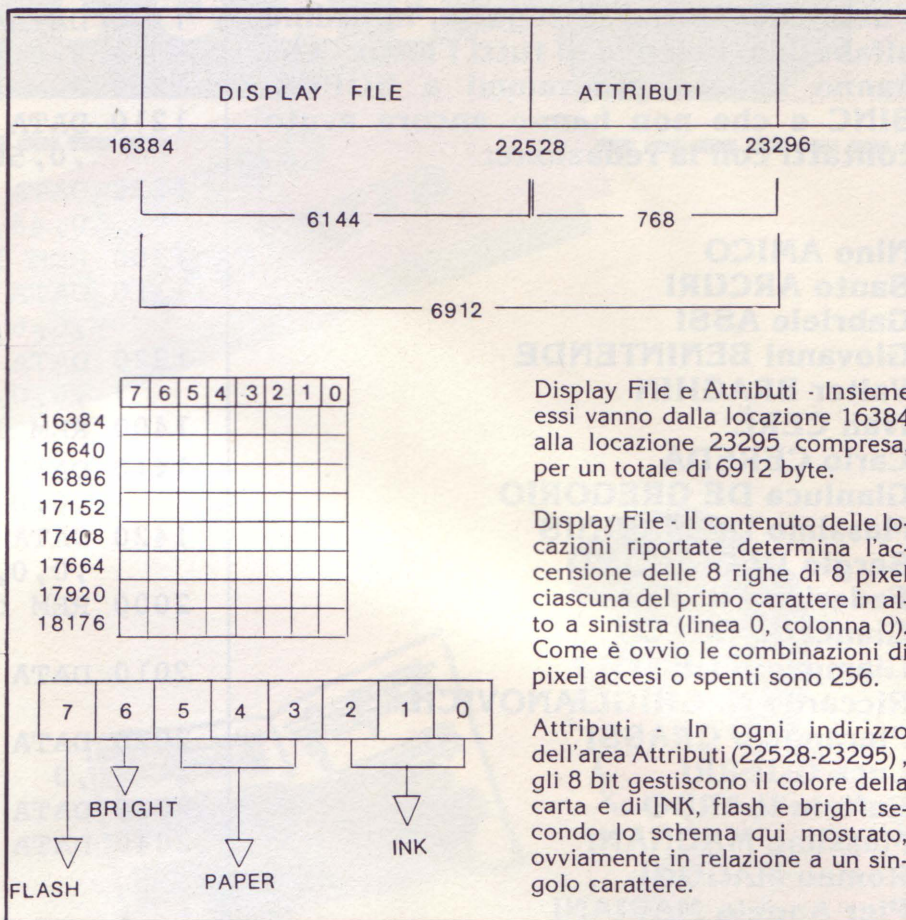 DISPLAY FILE ATTRIBUTI
16384 22528 23296
6144 768
6912
7 6 5 4 3 2 1 0
16384
16640
16896
17152
17408
17664
17920
18176
7 6 5 4 3 2 1 0
BRIGHT
INK
PAPER
FLASH
Display File e Attributi - Insieme
essi vanno dalla locazione 16384
alla locazione 23295 compresa,
per un totale di 6912 byte.
Display File - Il contenuto delle lo-
cazioni riportate determina l'ac-
censione delle 8 righe di 8 pixel
ciascuna del primo carattere in al-
to a sinistra (linea 0, colonna 0).
Come è ovvio le combinazioni di
pixel accesi o spenti sono 256.
Attributi - In ogni indirizzo
dell'area Attributi (22528-23295) ,
gli 8 bit gestiscono il colore della
carta e di INK, flash e bright se-
condo lo schema qui mostrato,
ovviamente in relazione a un sin-
golo carattere.